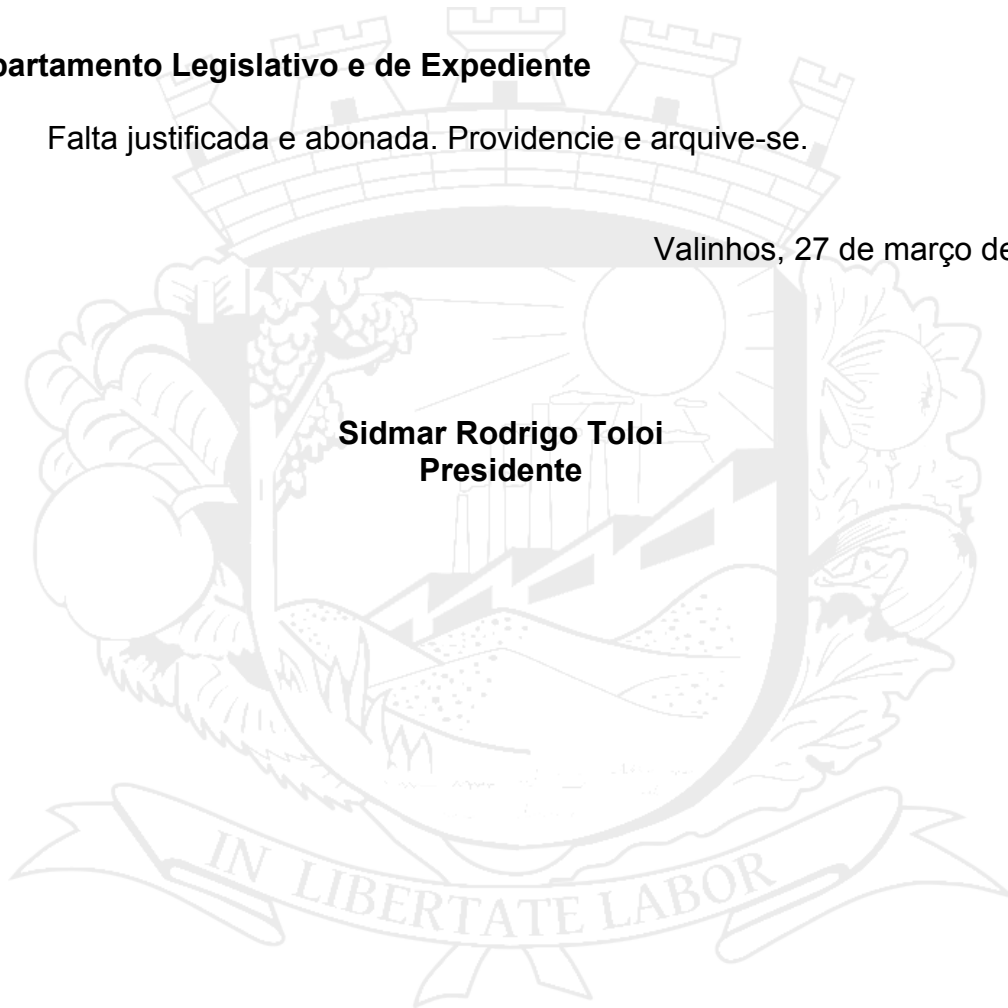 partamento Legislativo e de Expediente
Falta justificada e abonada. Providencie e arquive-se.
Valinhos, 27 de março de
Sidmar Rodrigo Toloi
Presidente
IN LIBERTATE LABOR